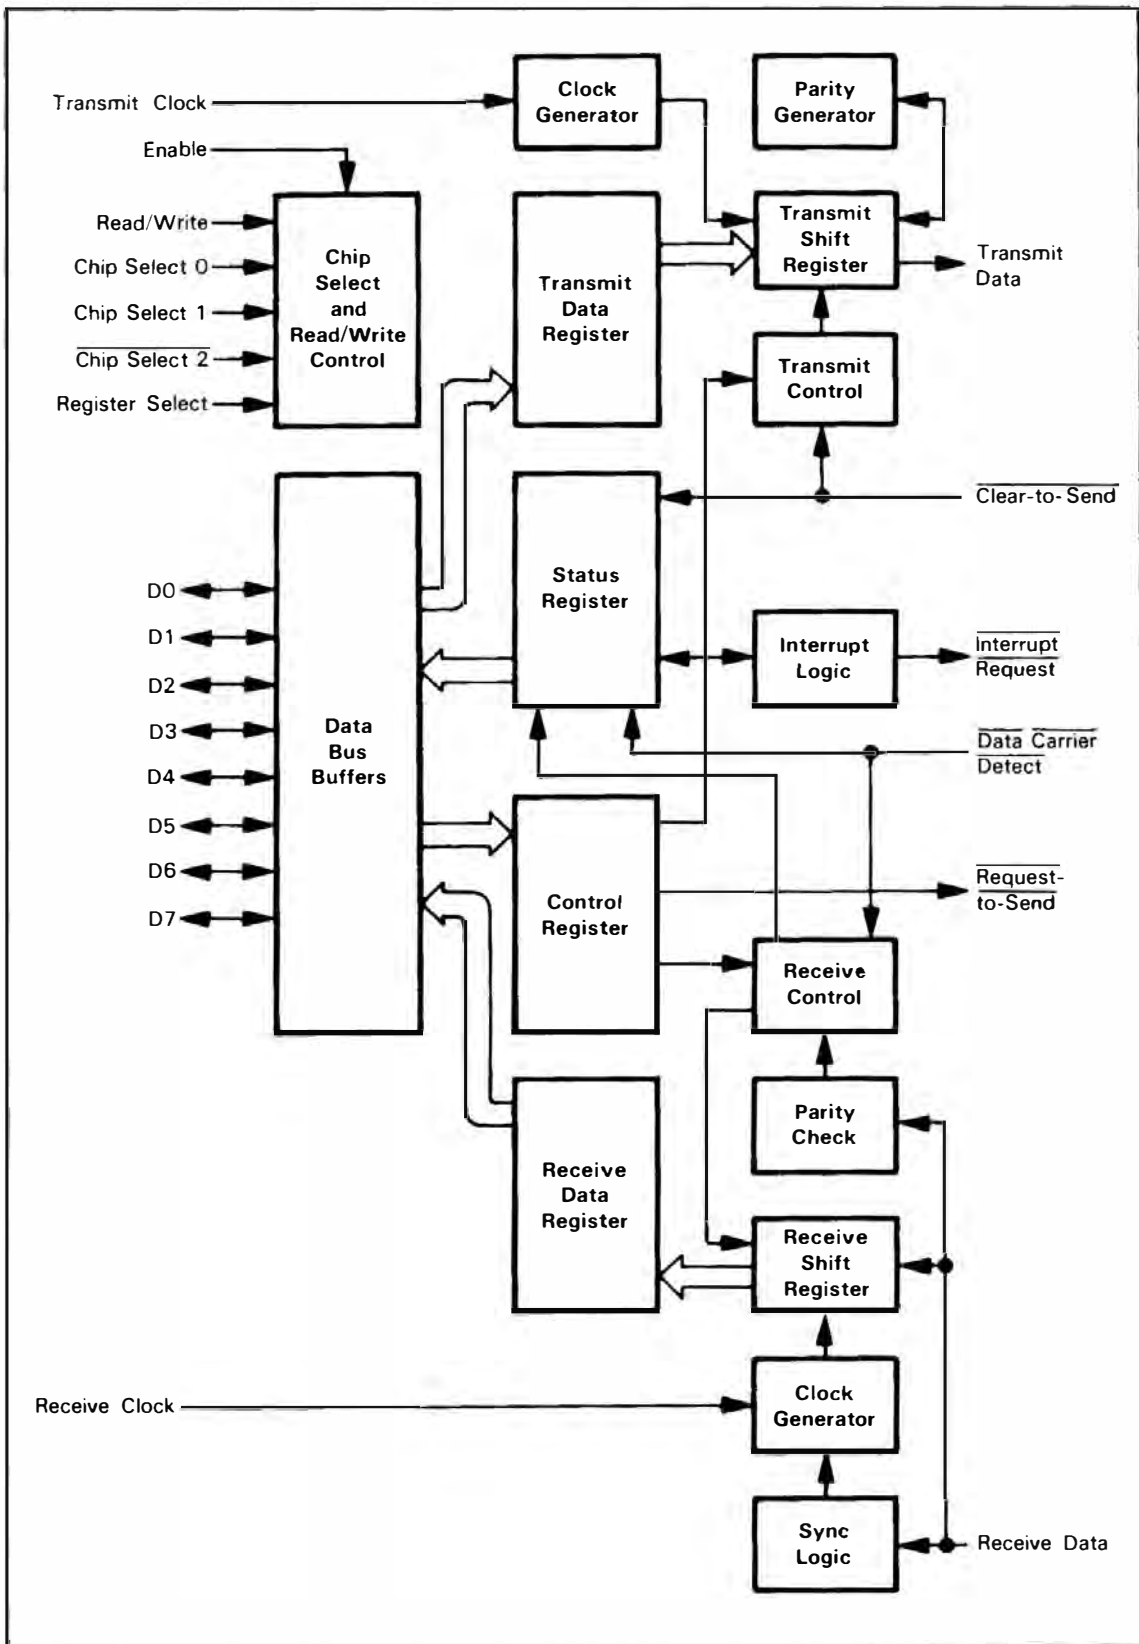 Transmit Clock
Clock
Generator
Parity
Generator
Enable
Read/Write
Chip Select 0
Chip Select 1
Chip Select 2
Register Select
Chip
Select
and
Read/Write
Control
Transmit
Data
Register
Transmit
Shift
Register
Transmit
Data
Transmit
Control
Clear-to-Send
Status
Register
Interrupt
Logic
Interrupt
Request
D0
D1
D2
D3
D4
D5
D6
D7
Data
Bus
Buffers
Data Carrier
Detect
Control
Register
Request-
to-Send
Receive
Control
Parity
Check
Receive
Data
Register
Receive
Shift
Register
Receive Clock
Clock
Generator
Sync
Logic
Receive Data